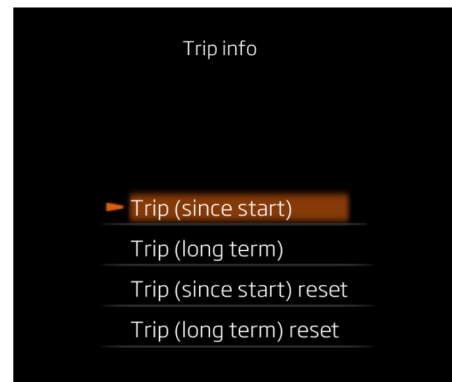 Trip info
Trip (since start)
Trip (long term)
Trip (since start) reset
Trip (long term) reset